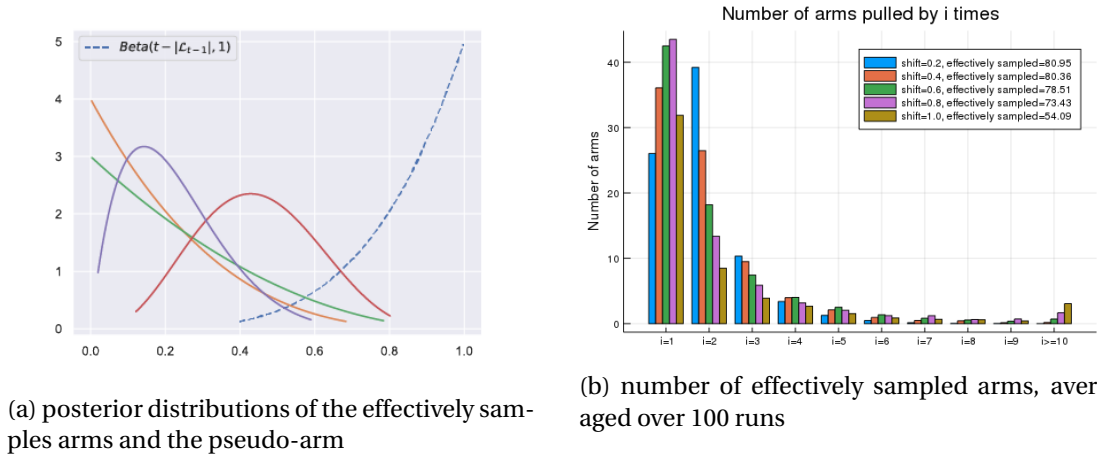 Number of arms pulled by i times
5
4
3
2
1
0
Beta(t − |𝓛ₜ₋₁|, 1)
0.0 0.2 0.4 0.6 0.8 1.0
Number of arms
40
30
20
10
0
shift=0.2, effectively sampled=80.95
shift=0.4, effectively sampled=80.36
shift=0.6, effectively sampled=78.51
shift=0.8, effectively sampled=73.43
shift=1.0, effectively sampled=54.09
i=1 i=2 i=3 i=4 i=5 i=6 i=7 i=8 i=9 i>=10
(a) posterior distributions of the effectively sam-
ples arms and the pseudo-arm
(b) number of effectively sampled arms, aver
aged over 100 runs